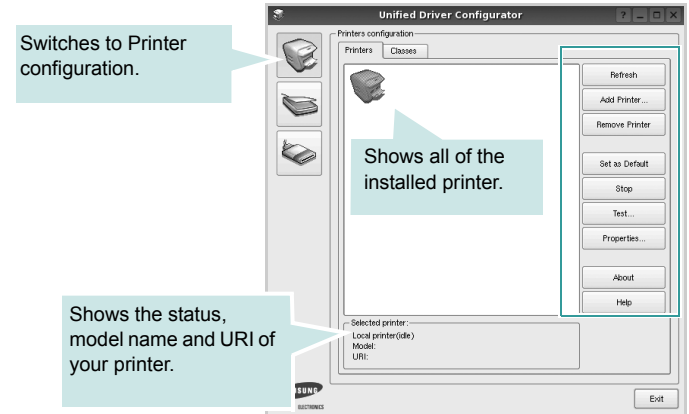 Unified Driver Configurator
Switches to Printer
configuration.
Printers configuration
Printers
Classes
Refresh
Add Printer...
Remove Printer
Shows all of the
installed printer.
Set as Default
Stop
Test...
Properties...
About
Help
Shows the status,
model name and URI of
your printer.
Selected printer:
Local printer(idle)
Model:
URI:
SUNG
ELECTRONICS
Exit